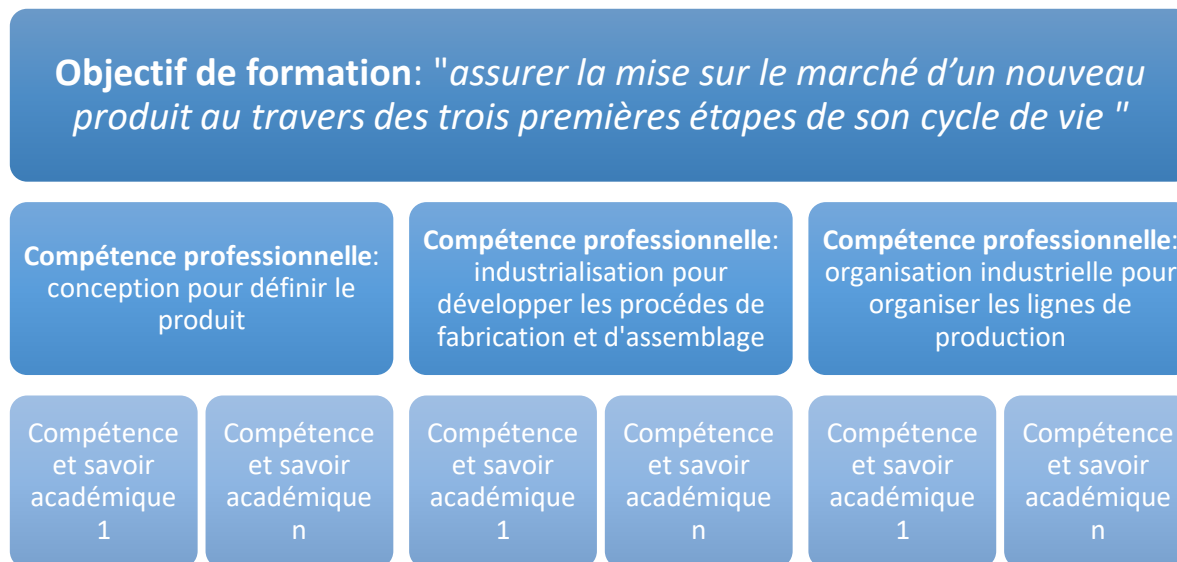 Objectif de formation: "assurer la mise sur le marché d’un nouveau
produit au travers des trois premières étapes de son cycle de vie "
Compétence professionnelle:
conception pour définir le
produit
Compétence professionnelle:
industrialisation pour
développer les procédes de
fabrication et d'assemblage
Compétence professionnelle:
organisation industrielle pour
organiser les lignes de
production
Compétence
et savoir
académique
1
Compétence
et savoir
académique
n
Compétence
et savoir
académique
1
Compétence
et savoir
académique
n
Compétence
et savoir
académique
1
Compétence
et savoir
académique
n